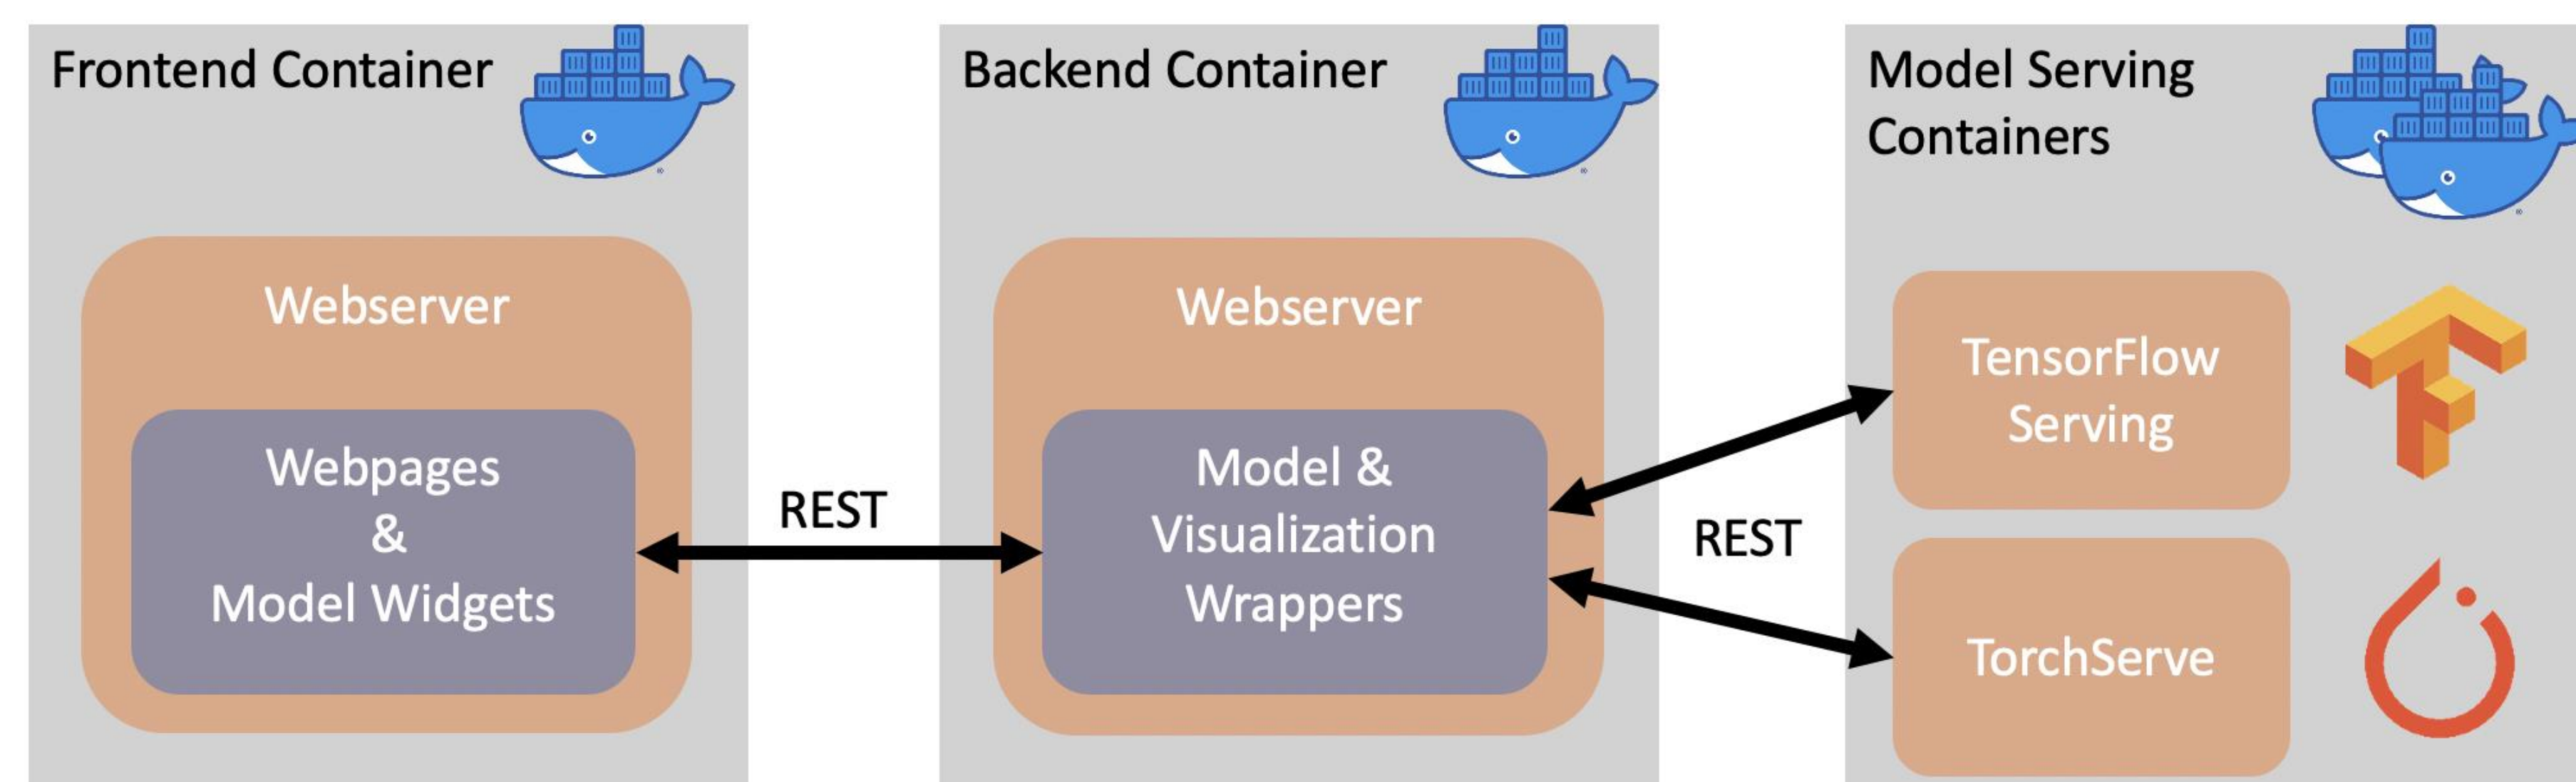 Frontend Container
Webserver
Webpages
&
Model Widgets
REST
Backend Container
Webserver
Model &
Visualization
Wrappers
REST
Model Serving
Containers
TensorFlow
Serving
TorchServe